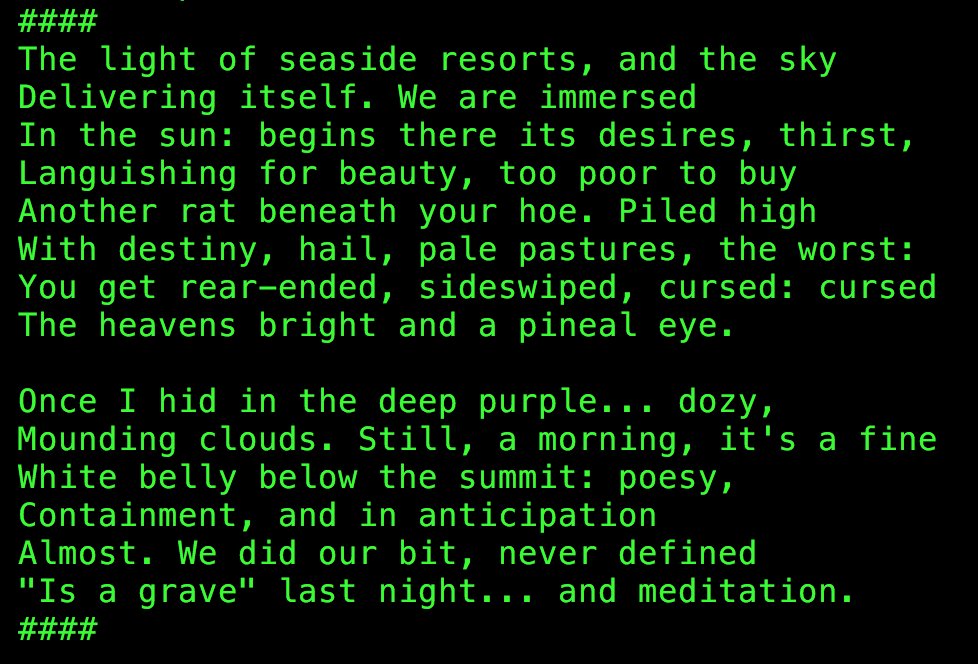 ####
The light of seaside resorts, and the sky
Delivering itself. We are immersed
In the sun: begins there its desires, thirst,
Languishing for beauty, too poor to buy
Another rat beneath your hoe. Piled high
With destiny, hail, pale pastures, the worst:
You get rear-ended, sideswiped, cursed: cursed
The heavens bright and a pineal eye.

Once I hid in the deep purple... dozy,
Mounding clouds. Still, a morning, it's a fine
White belly below the summit: poesy,
Containment, and in anticipation
Almost. We did our bit, never defined
"Is a grave" last night... and meditation.
####